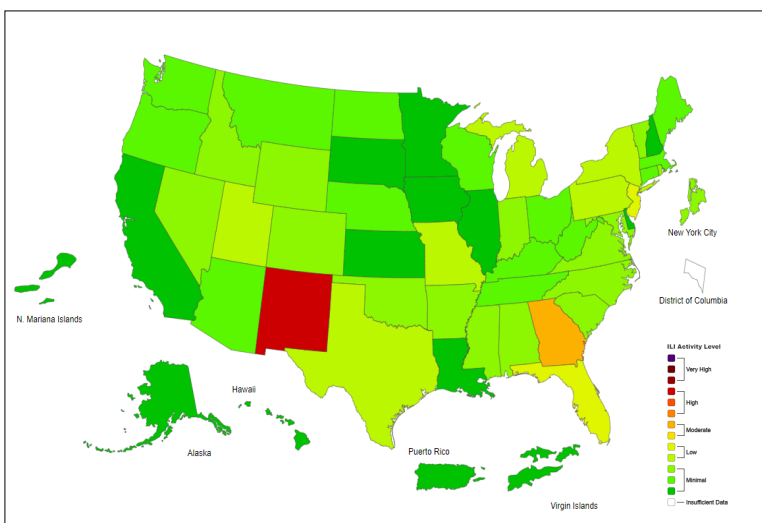 New York City
District of Columbia
N. Mariana Islands
ILI Activity Level
Very High
High
Hawaii
Moderate
Alaska
Puerto Rico
Low
Minimal
Virgin Islands
Insufficient Data